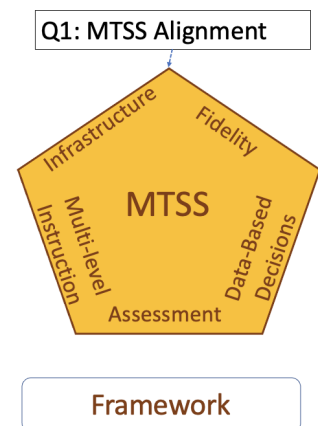 Q1: MTSS Alignment
Infrastructure
Fidelity
MTSS
Multi-level
Instruction
Data-Based
Decisions
Assessment
Framework